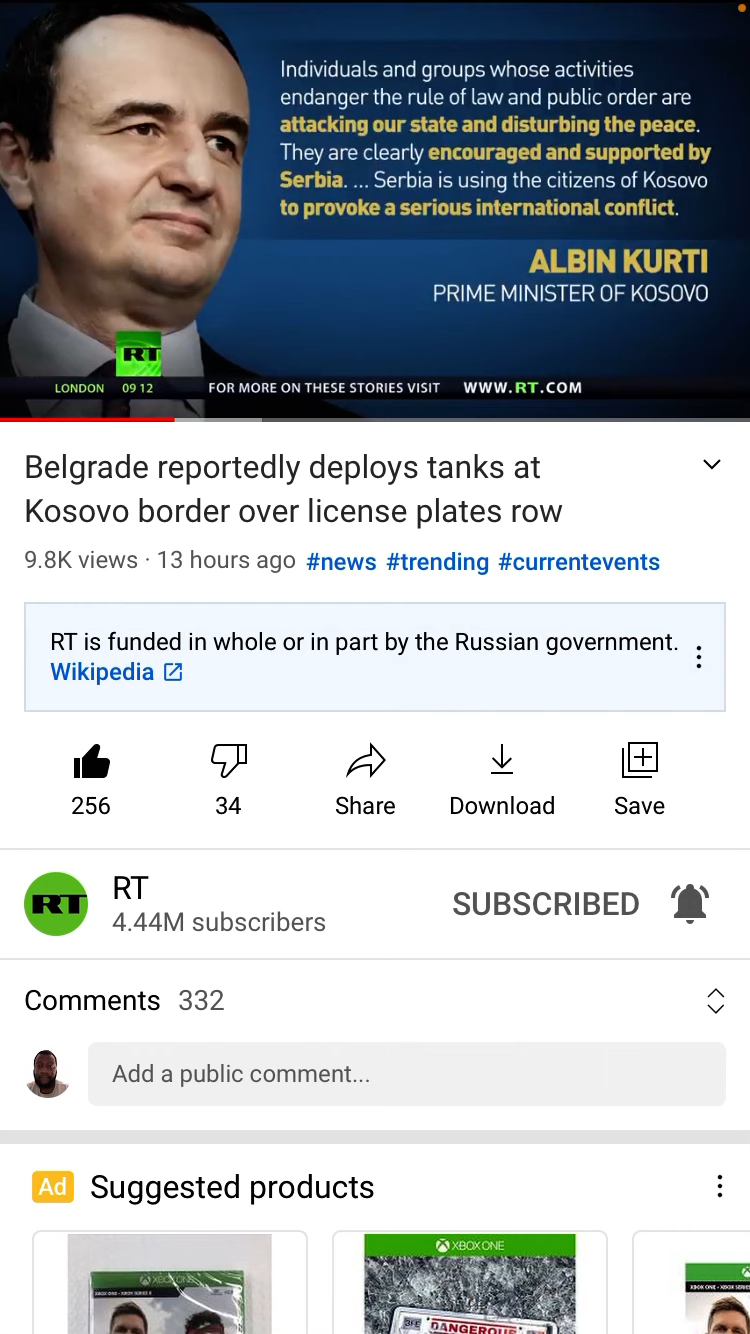 Individuals and groups whose activities
endanger the rule of law and public order are
attacking our state and disturbing the peace.
They are clearly encouraged and supported by
Serbia. ... Serbia is using the citizens of Kosovo
to provoke a serious international conflict.
ALBIN KURTI
PRIME MINISTER OF KOSOVO
RT
LONDON 09 12 FOR MORE ON THESE STORIES VISIT WWW.RT.COM
Belgrade reportedly deploys tanks at
Kosovo border over license plates row
9.8K views · 13 hours ago #news #trending #currentevents
RT is funded in whole or in part by the Russian government.
Wikipedia
256 34 Share Download Save
RT
RT
4.44M subscribers
SUBSCRIBED
Comments 332
Add a public comment...
Ad Suggested products
XBOX ONE
XBOX ONE
XBOX ONE - XBOX SERIES X
DANGEROUS